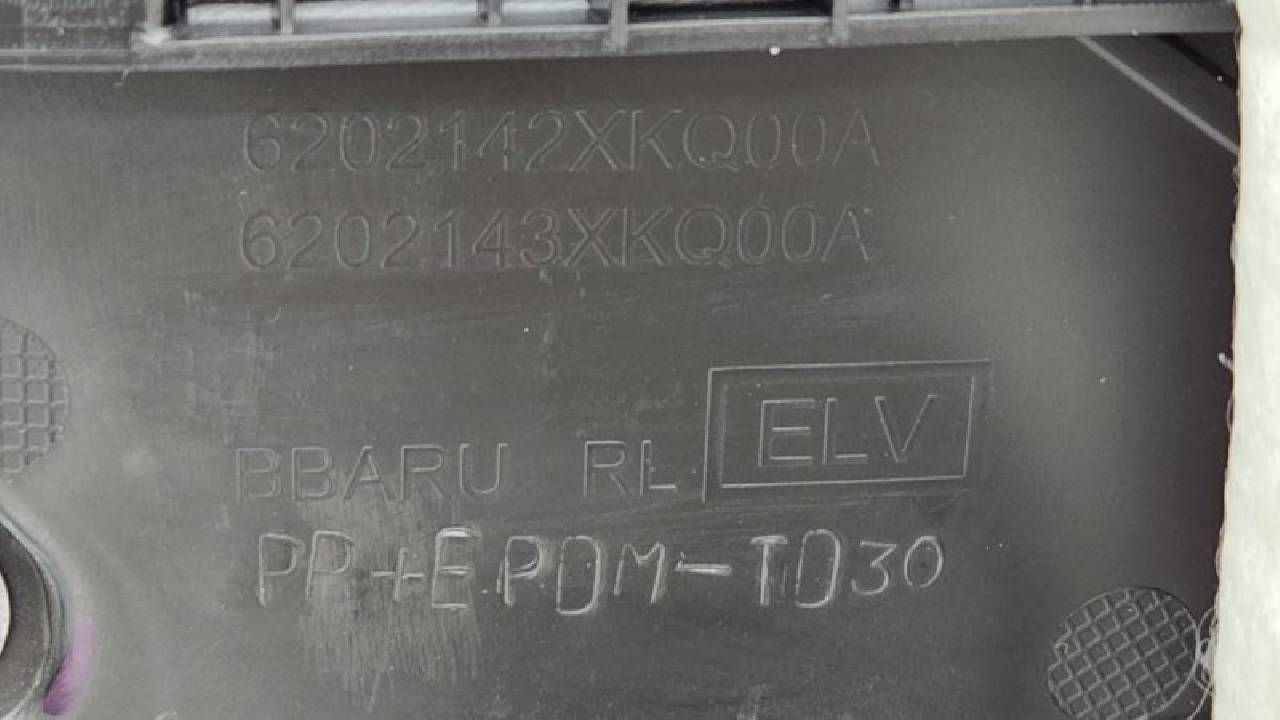 6202142XKQ00A
6202143XKQ00A
BBARU RL ELV
PP+EPDM-TD30